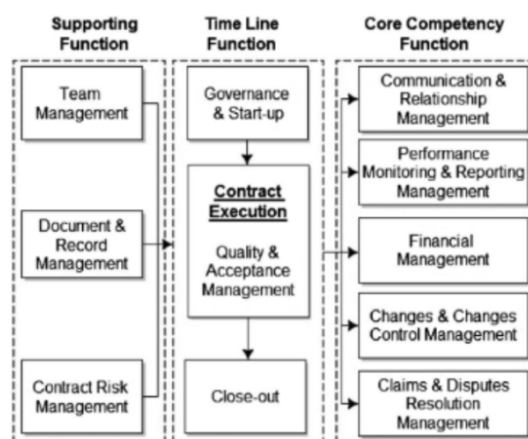 Supporting
Function
Time Line
Function
Core Competency
Function
Team
Management
Document &
Record
Management
Contract Risk
Management
Governance
& Start-up
Contract
Execution
Quality &
Acceptance
Management
Close-out
Communication &
Relationship
Management
Performance
Monitoring & Reporting
Management
Financial
Management
Changes & Changes
Control Management
Claims & Disputes
Resolution
Management